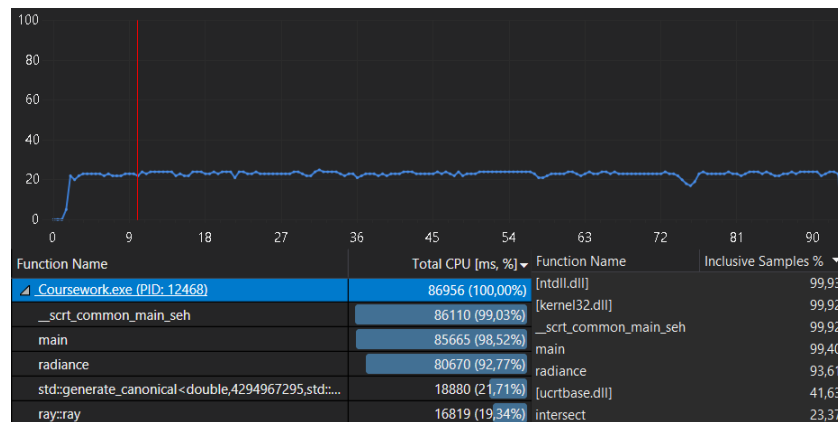 100
80
60
40
20
0
0 9 18 27 36 45 54 63 72 81 90
Function Name Total CPU [ms, %]
Coursework.exe (PID: 12468) 86956 (100,00%)
__scrt_common_main_seh 86110 (99,03%)
main 85665 (98,52%)
radiance 80670 (92,77%)
std::generate_canonical<double,4294967295,std::... 18880 (21,71%)
ray::ray 16819 (19,34%)
Function Name Inclusive Samples %
[ntdll.dll] 99,93
[kernel32.dll] 99,92
__scrt_common_main_seh 99,92
main 99,40
radiance 93,61
[ucrtbase.dll] 41,63
intersect 23,37